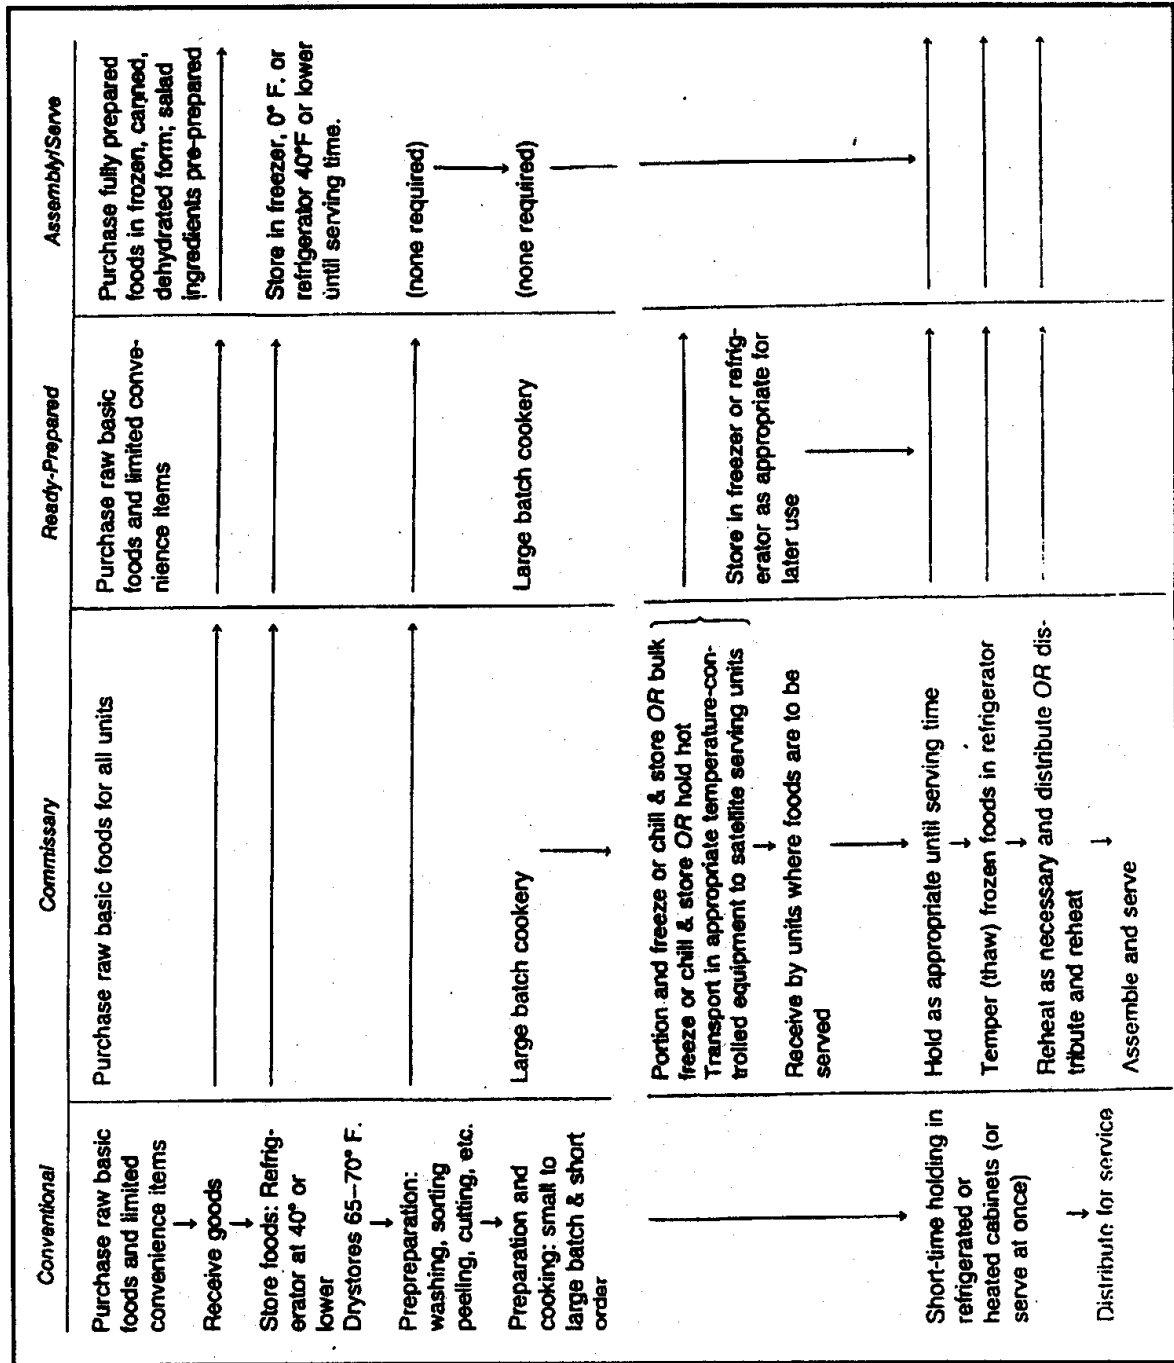 Conventional
Purchase raw basic
foods and limited
convenience items
Receive goods
Store foods: Refrig-
erator at 40° or
lower
Drystores 65–70° F.
Prepreparation:
washing, sorting
peeling, cutting, etc.
Preparation and
cooking: small to
large batch & short
order
Short-time holding in
refrigerated or
heated cabinets (or
serve at once)
Distribute for service
Commissary
Purchase raw basic foods for all units
Large batch cookery
Portion and freeze or chill & store OR bulk
freeze or chill & store OR hold hot
Transport in appropriate temperature-con-
trolled equipment to satellite serving units
Receive by units where foods are to be
served
Hold as appropriate until serving time
Temper (thaw) frozen foods in refrigerator
Reheat as necessary and distribute OR dis-
tribute and reheat
Assemble and serve
Ready-Prepared
Purchase raw basic
foods and limited conve-
nience items
Large batch cookery
Store in freezer or refrig-
erator as appropriate for
later use
Assembly/Serve
Purchase fully prepared
foods in frozen, canned,
dehydrated form; salad
ingredients pre-prepared
Store in freezer, 0° F. or
refrigerator 40°F or lower
until serving time.
(none required)
(none required)